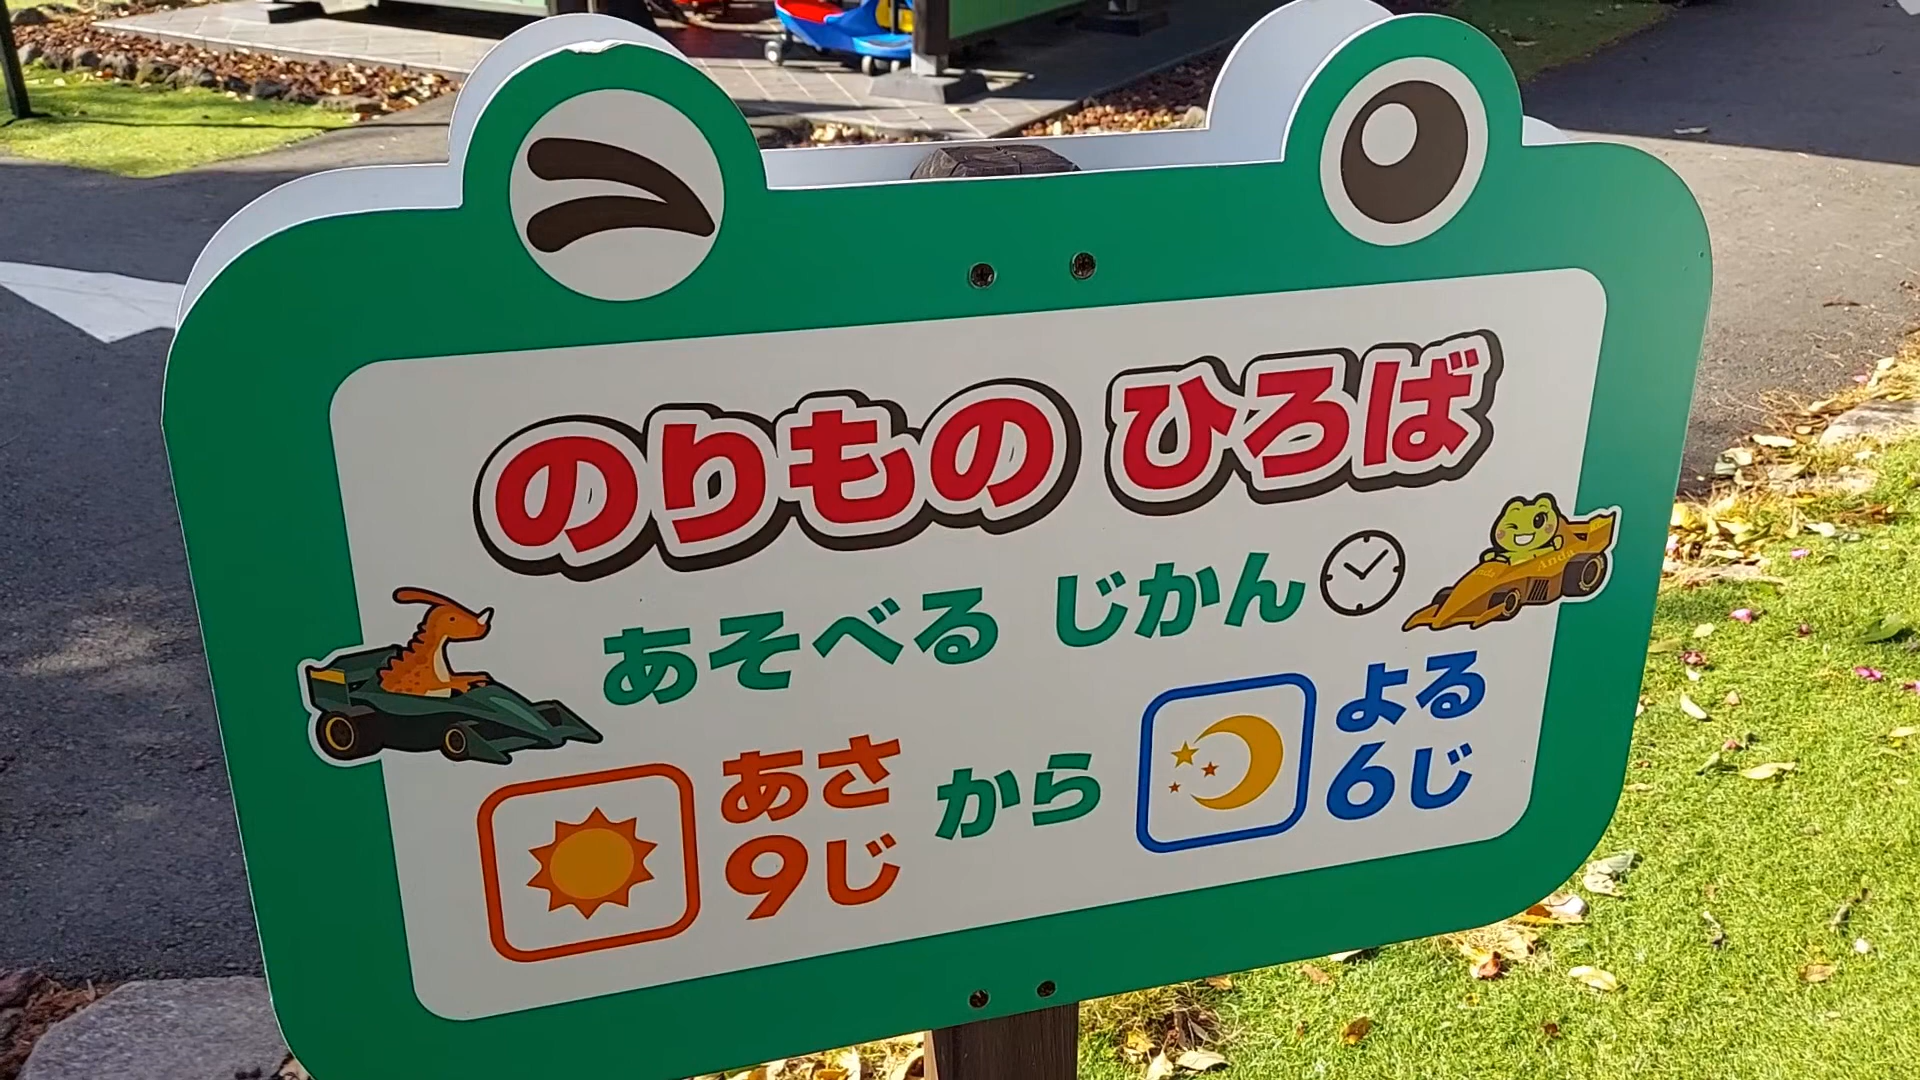 のりもの ひろば
あそべる じかん
あさ
9じ
から
よる
6じ
Anda